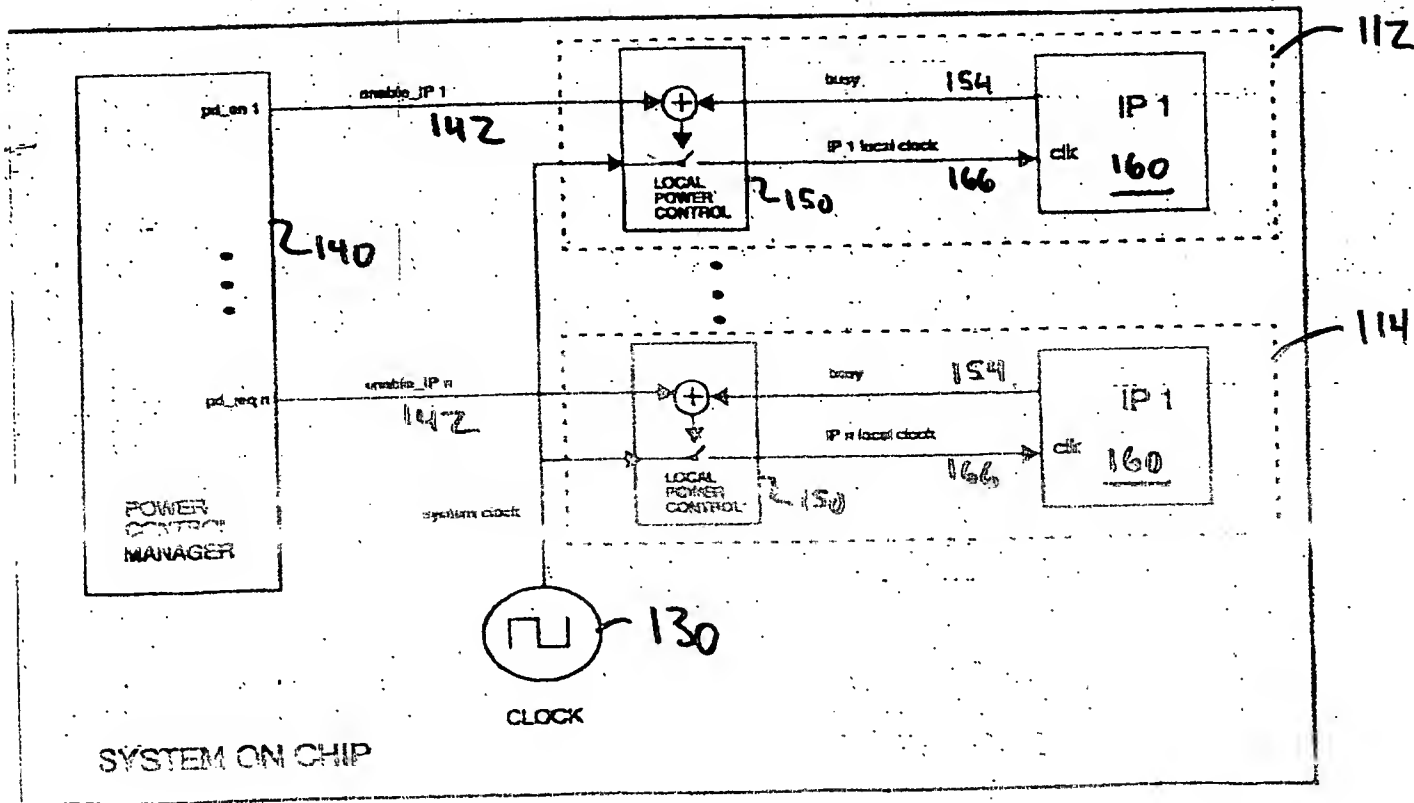 112
pd_en 1
enable_IP 1
142
busy
154
IP 1
IP 1 local clock
166
clk
160
LOCAL
POWER
CONTROL
150
140
114
pd_req n
enable_IP n
142
busy
154
IP 1
IP n local clock
166
clk
160
LOCAL
POWER
CONTROL
150
POWER
CONTROL
MANAGER
system clock
130
CLOCK
SYSTEM ON CHIP